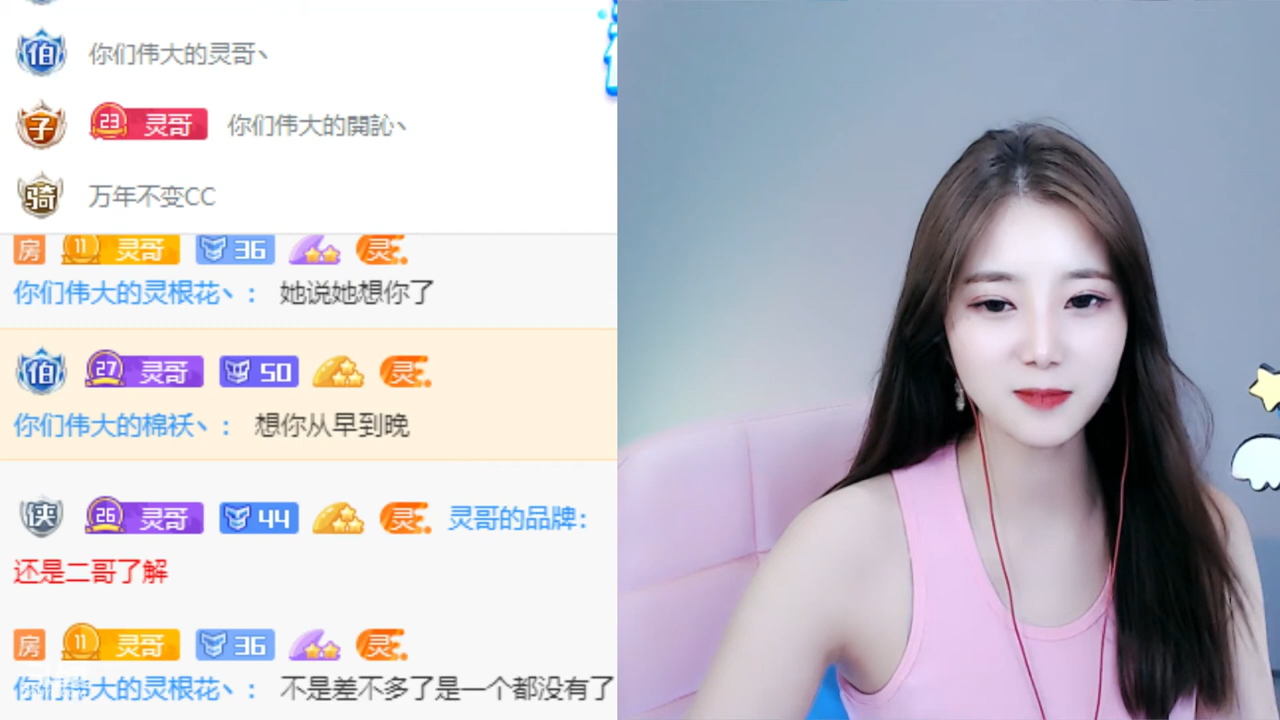 伯 你们伟大的灵哥丶
子 23 灵哥 你们伟大的開訫丶
骑 万年不变CC
房 11 灵哥 36 灵
你们伟大的灵根花丶： 她说她想你了
伯 27 灵哥 50 灵
你们伟大的棉袄丶： 想你从早到晚
侠 26 灵哥 44 灵 灵哥的品牌：
还是二哥了解
房 11 灵哥 36 灵
你们伟大的灵根花丶： 不是差不多了是一个都没有了